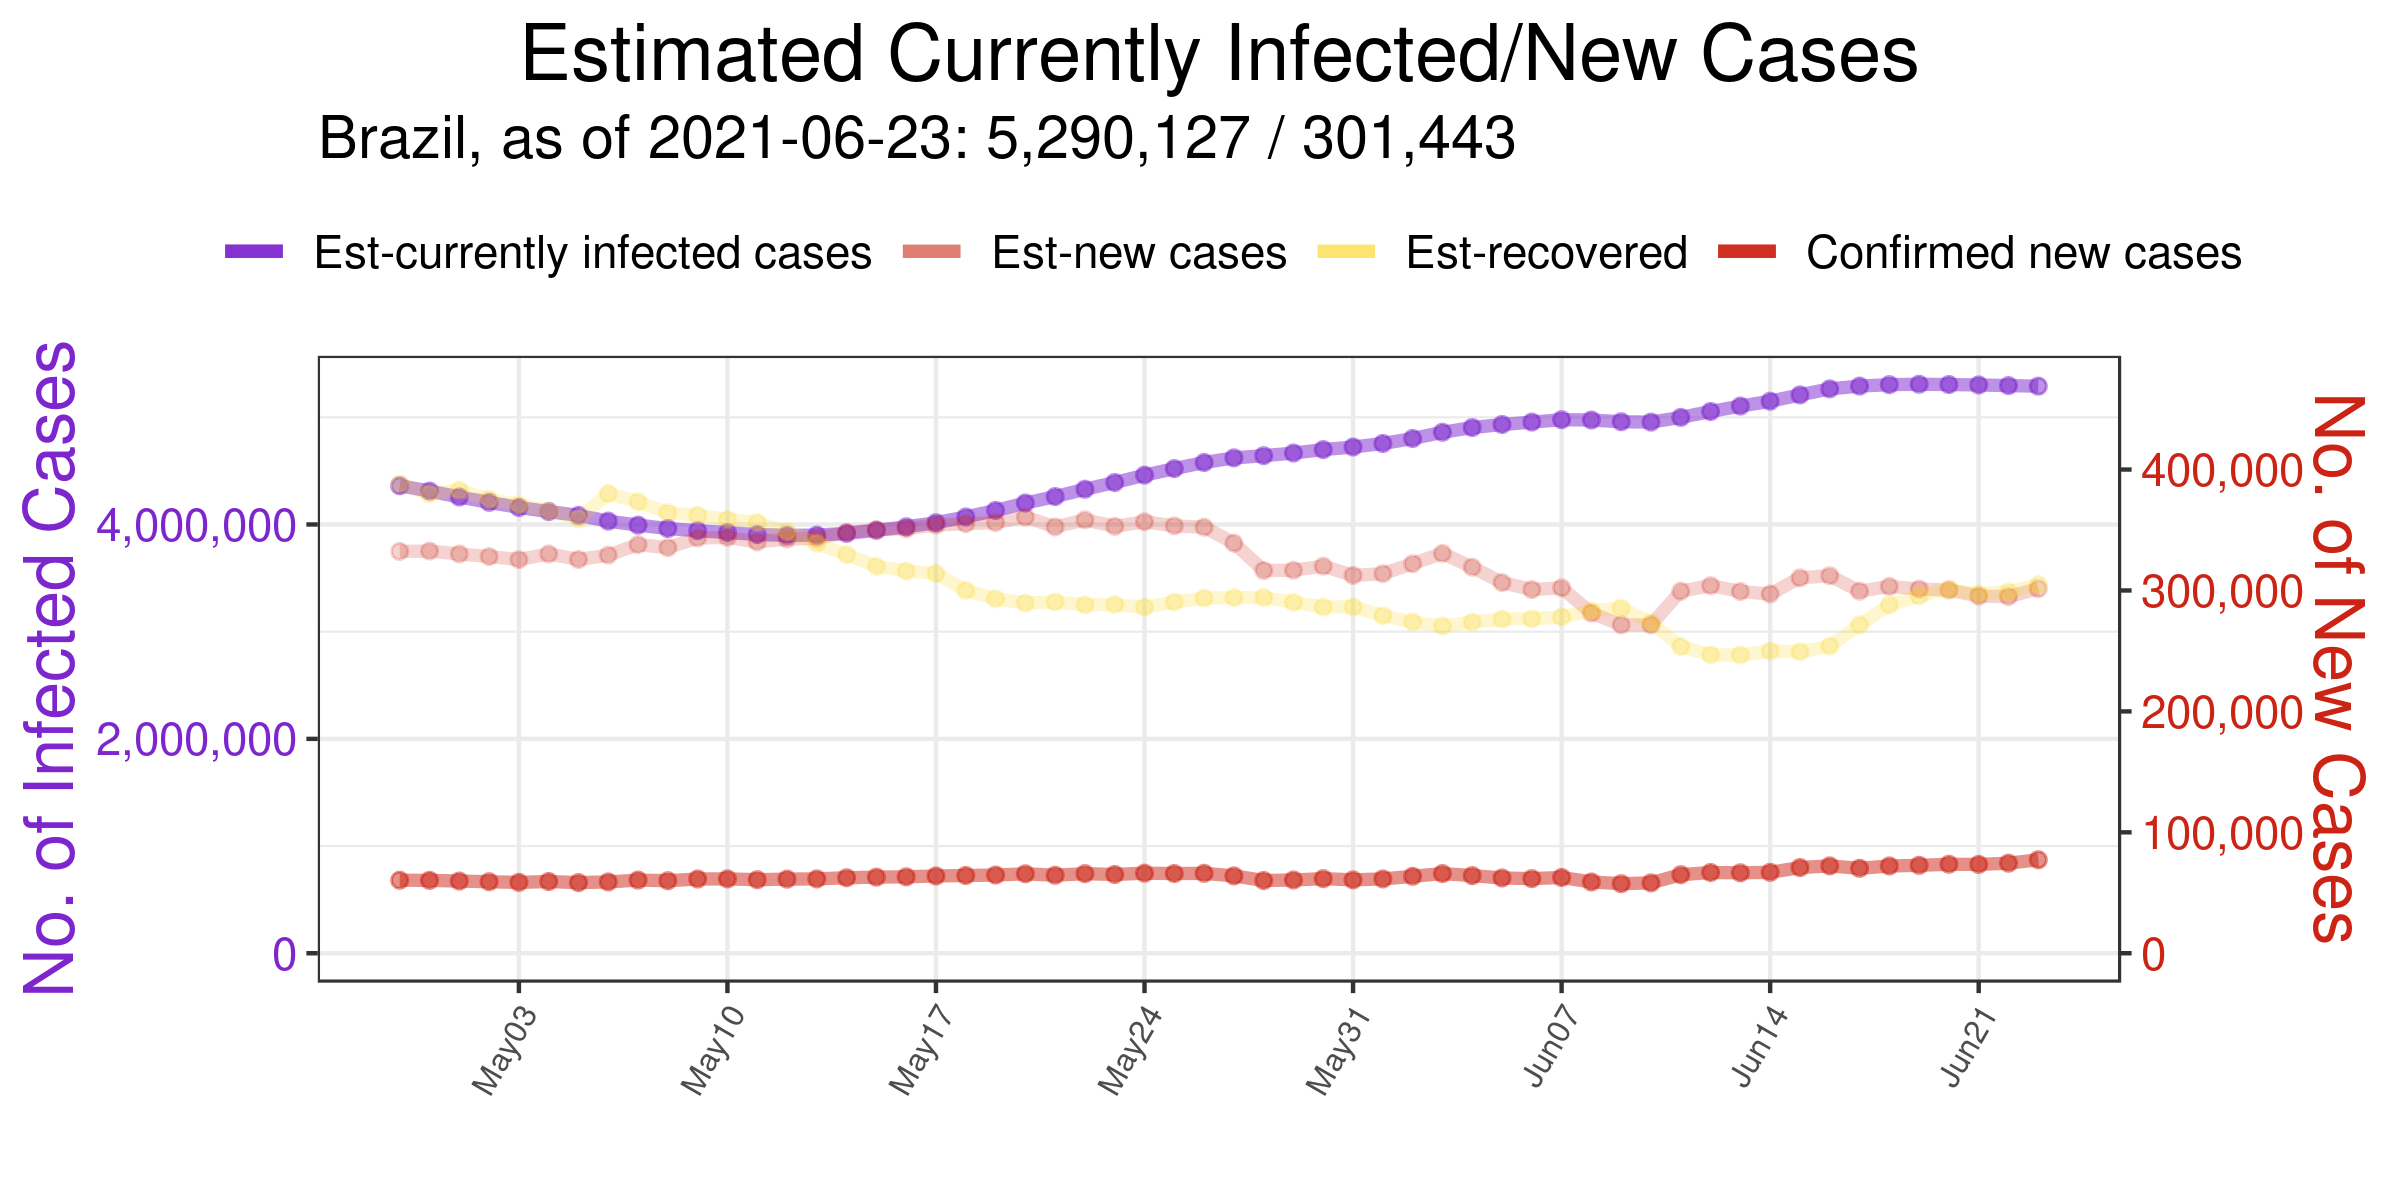 Estimated Currently Infected/New Cases
Brazil, as of 2021-06-23: 5,290,127 / 301,443
Est-currently infected cases Est-new cases Est-recovered Confirmed new cases
No. of Infected Cases
4,000,000
2,000,000
0
400,000
300,000
200,000
100,000
0
No. of New Cases
May03 May10 May17 May24 May31 Jun07 Jun14 Jun21